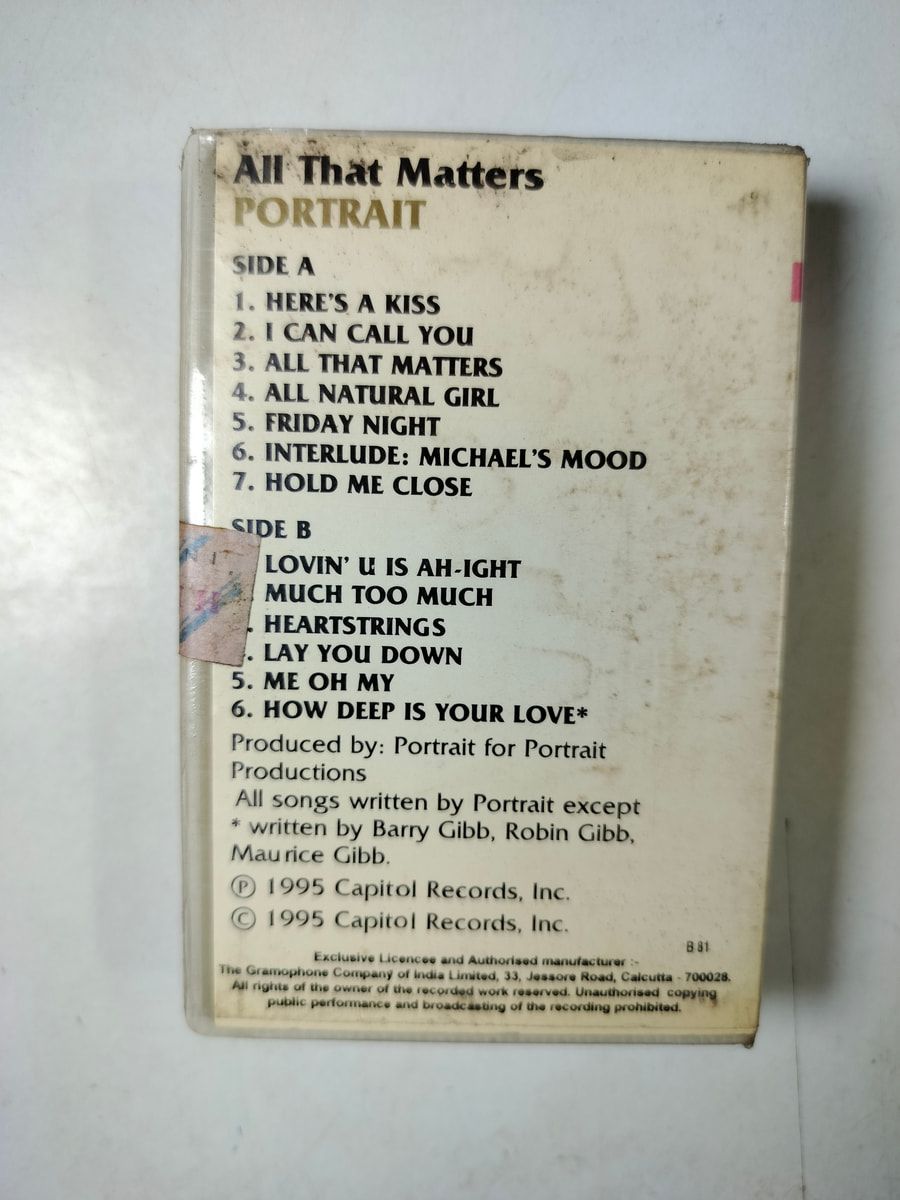 All That Matters
PORTRAIT
SIDE A
1. HERE'S A KISS
2. I CAN CALL YOU
3. ALL THAT MATTERS
4. ALL NATURAL GIRL
5. FRIDAY NIGHT
6. INTERLUDE: MICHAEL'S MOOD
7. HOLD ME CLOSE
SIDE B
LOVIN' U IS AH-IGHT
MUCH TOO MUCH
. HEARTSTRINGS
. LAY YOU DOWN
5. ME OH MY
6. HOW DEEP IS YOUR LOVE*
Produced by: Portrait for Portrait
Productions
All songs written by Portrait except
* written by Barry Gibb, Robin Gibb,
Maurice Gibb.
Ⓟ 1995 Capitol Records, Inc.
© 1995 Capitol Records, Inc.
B 81
Exclusive Licencee and Authorised manufacturer :-
The Gramophone Company of India Limited, 33, Jessore Road, Calcutta - 700028.
All rights of the owner of the recorded work reserved. Unauthorised copying
public performance and broadcasting of the recording prohibited.